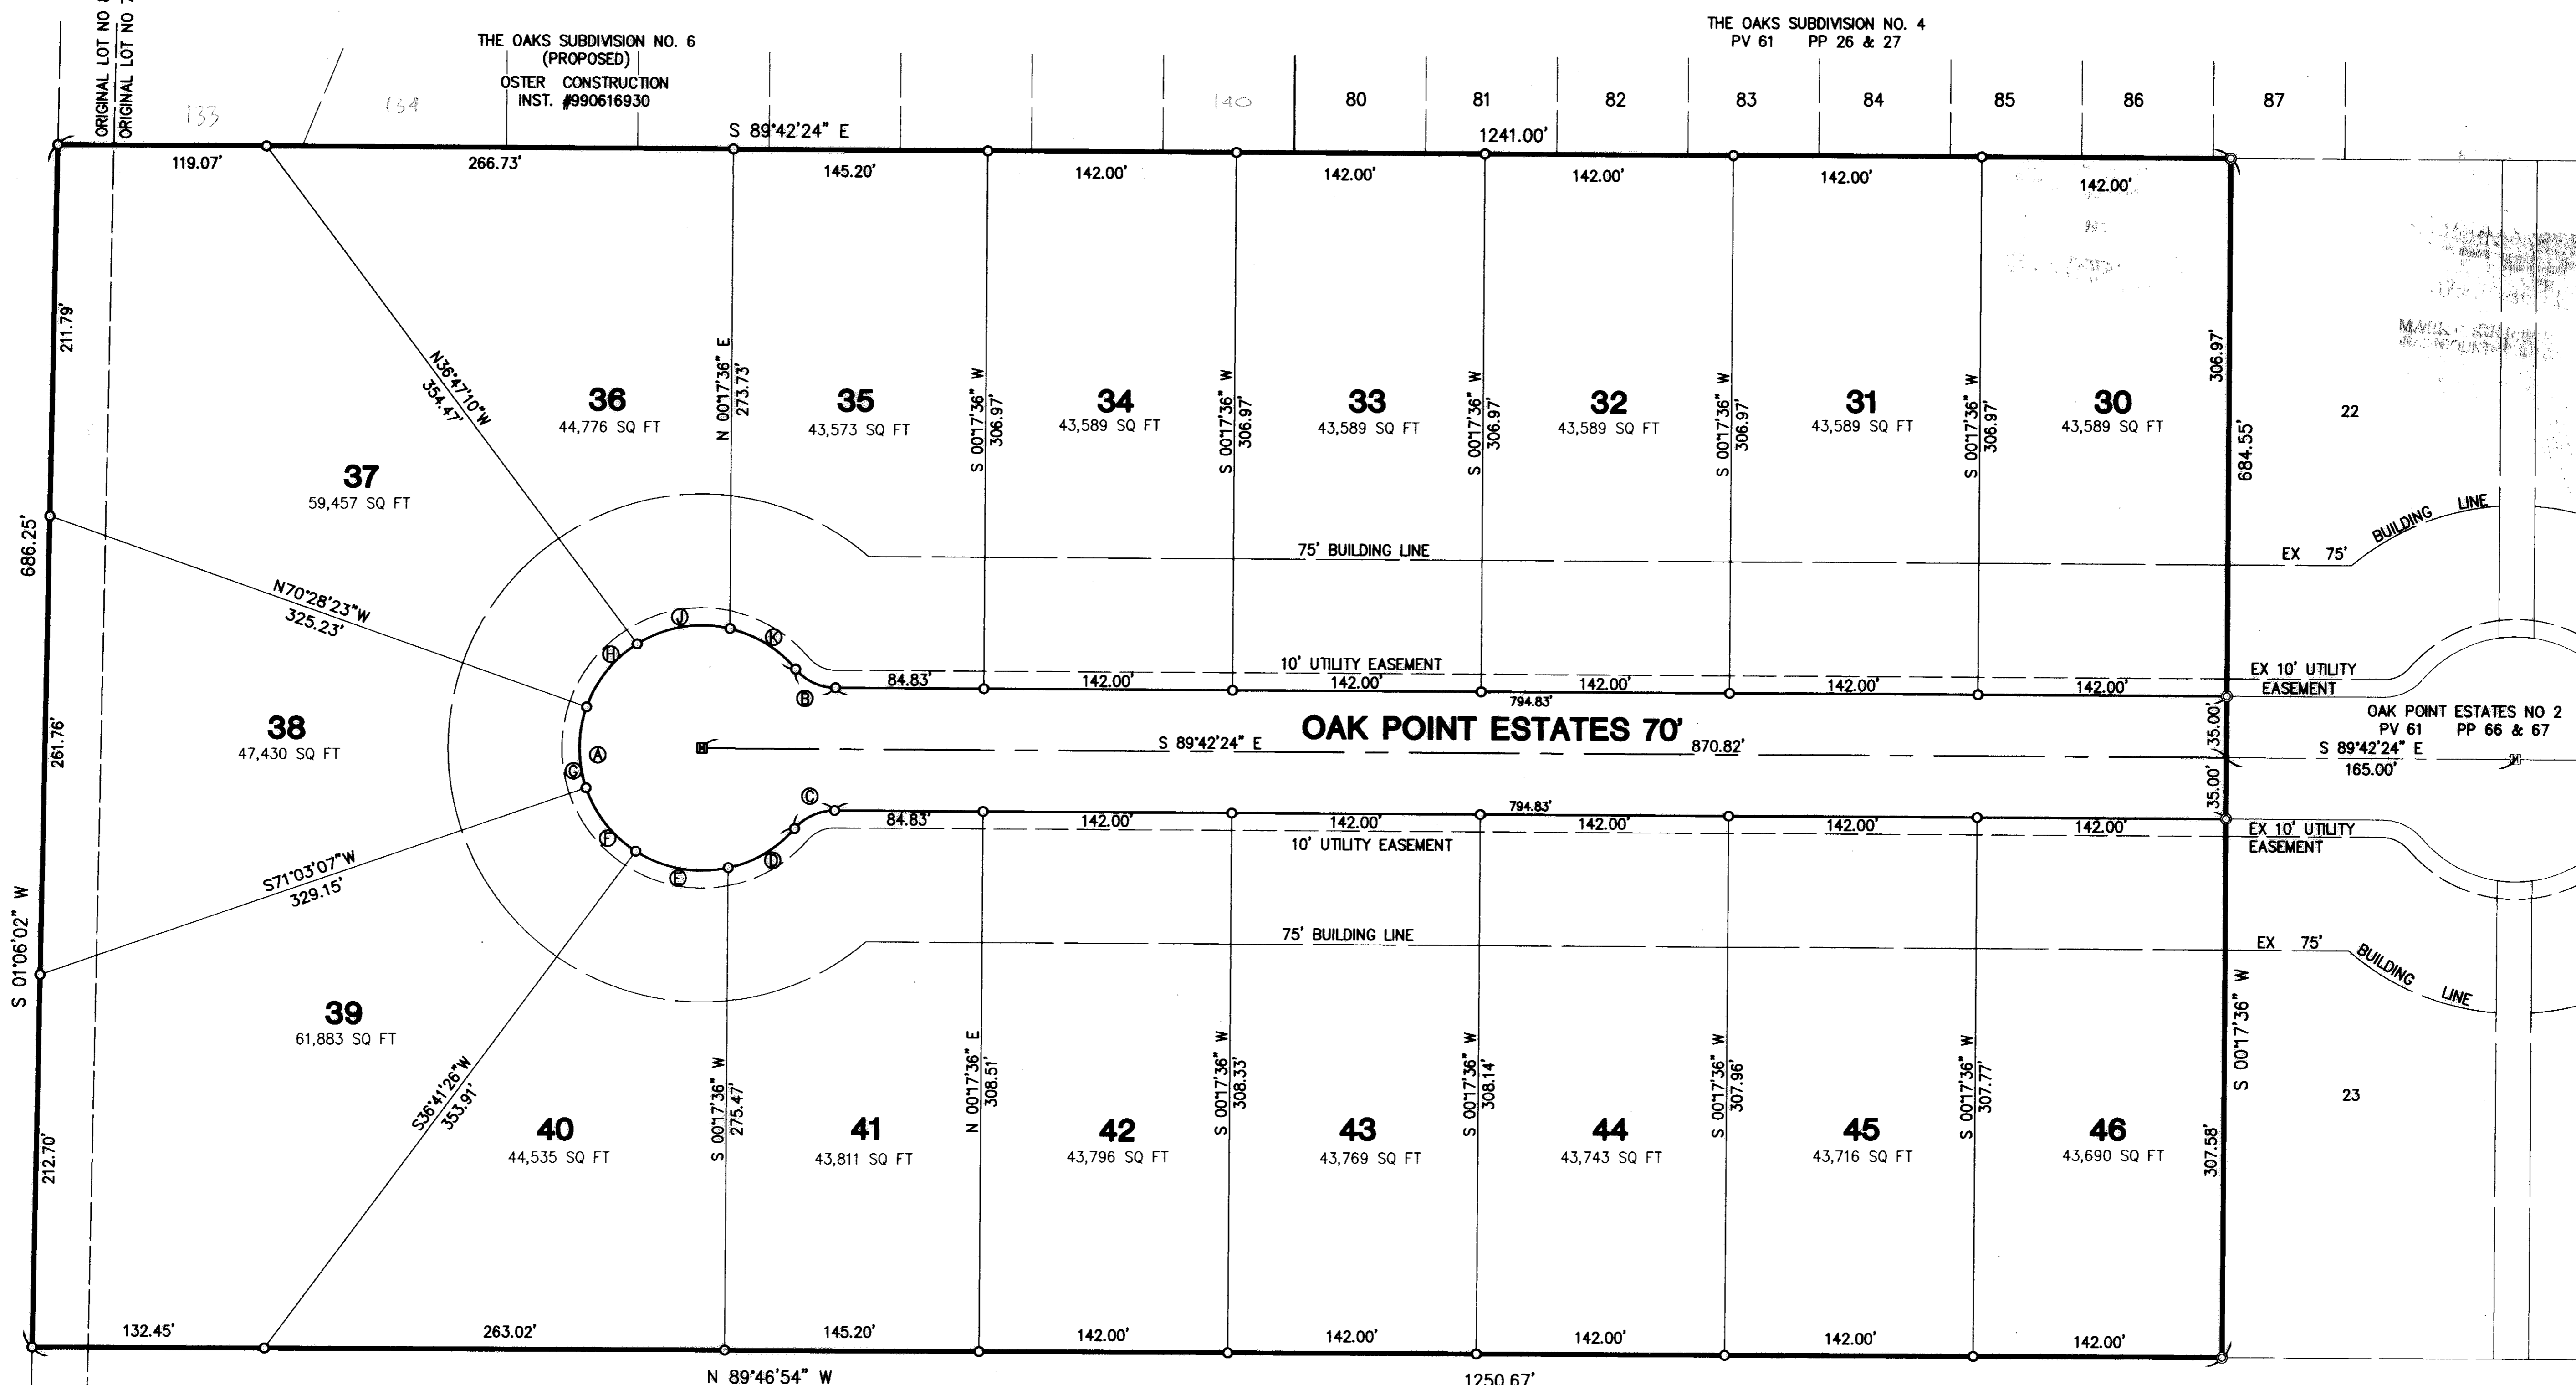 ORIGINAL LOT NO 8
ORIGINAL LOT NO 7
THE OAKS SUBDIVISION NO. 6
(PROPOSED)
OSTER CONSTRUCTION
INST. #990616930
THE OAKS SUBDIVISION NO. 4
PV 61 PP 26 & 27
133
134
140
80
81
82
83
84
85
86
87
S 89°42'24" E
1241.00'
119.07'
266.73'
145.20'
142.00'
142.00'
142.00'
142.00'
142.00'
211.79'
686.25'
261.76'
S 01°06'02" W
212.70'
N36°47'10"W
354.47'
N 00°17'36" E
273.73'
S 00°17'36" W
306.97'
S 00°17'36" W
306.97'
S 00°17'36" W
306.97'
S 00°17'36" W
306.97'
S 00°17'36" W
306.97'
306.97'
684.55'
36
44,776 SQ FT
35
43,573 SQ FT
34
43,589 SQ FT
33
43,589 SQ FT
32
43,589 SQ FT
31
43,589 SQ FT
30
43,589 SQ FT
22
37
59,457 SQ FT
N70°28'23"W
325.23'
75' BUILDING LINE
EX 75'
BUILDING LINE
J
K
H
B
A
G
C
F
E
D
10' UTILITY EASEMENT
EX 10' UTILITY
EASEMENT
84.83'
142.00'
142.00'
142.00'
142.00'
142.00'
794.83'
38
47,430 SQ FT
OAK POINT ESTATES 70'
S 89°42'24" E
870.82'
35.00'
35.00'
OAK POINT ESTATES NO 2
PV 61 PP 66 & 67
S 89°42'24" E
165.00'
794.83'
84.83'
142.00'
142.00'
142.00'
142.00'
142.00'
10' UTILITY EASEMENT
EX 10' UTILITY
EASEMENT
S71°03'07"W
329.15'
75' BUILDING LINE
EX 75'
BUILDING LINE
39
61,883 SQ FT
S36°41'26"W
353.91'
S 00°17'36" W
275.47'
N 00°17'36" E
308.51'
S 00°17'36" W
308.33'
S 00°17'36" W
308.14'
S 00°17'36" W
307.96'
S 00°17'36" W
307.77'
307.58'
S 00°17'36" W
40
44,535 SQ FT
41
43,811 SQ FT
42
43,796 SQ FT
43
43,769 SQ FT
44
43,743 SQ FT
45
43,716 SQ FT
46
43,690 SQ FT
23
132.45'
263.02'
145.20'
142.00'
142.00'
142.00'
142.00'
142.00'
N 89°46'54" W
1250.67'